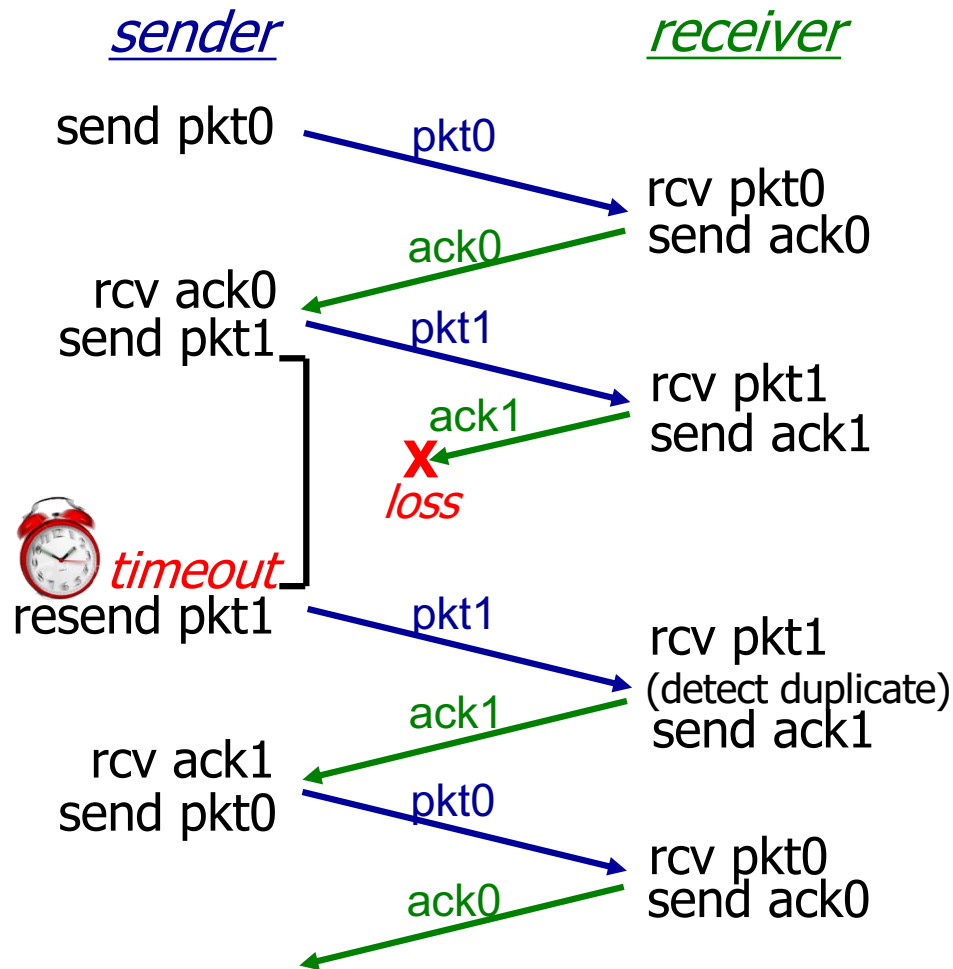 sender
receiver
send pkt0
pkt0
rcv pkt0
send ack0
ack0
rcv ack0
send pkt1
pkt1
rcv pkt1
send ack1
ack1
X
loss
timeout
resend pkt1
pkt1
rcv pkt1
(detect duplicate)
send ack1
ack1
rcv ack1
send pkt0
pkt0
rcv pkt0
send ack0
ack0